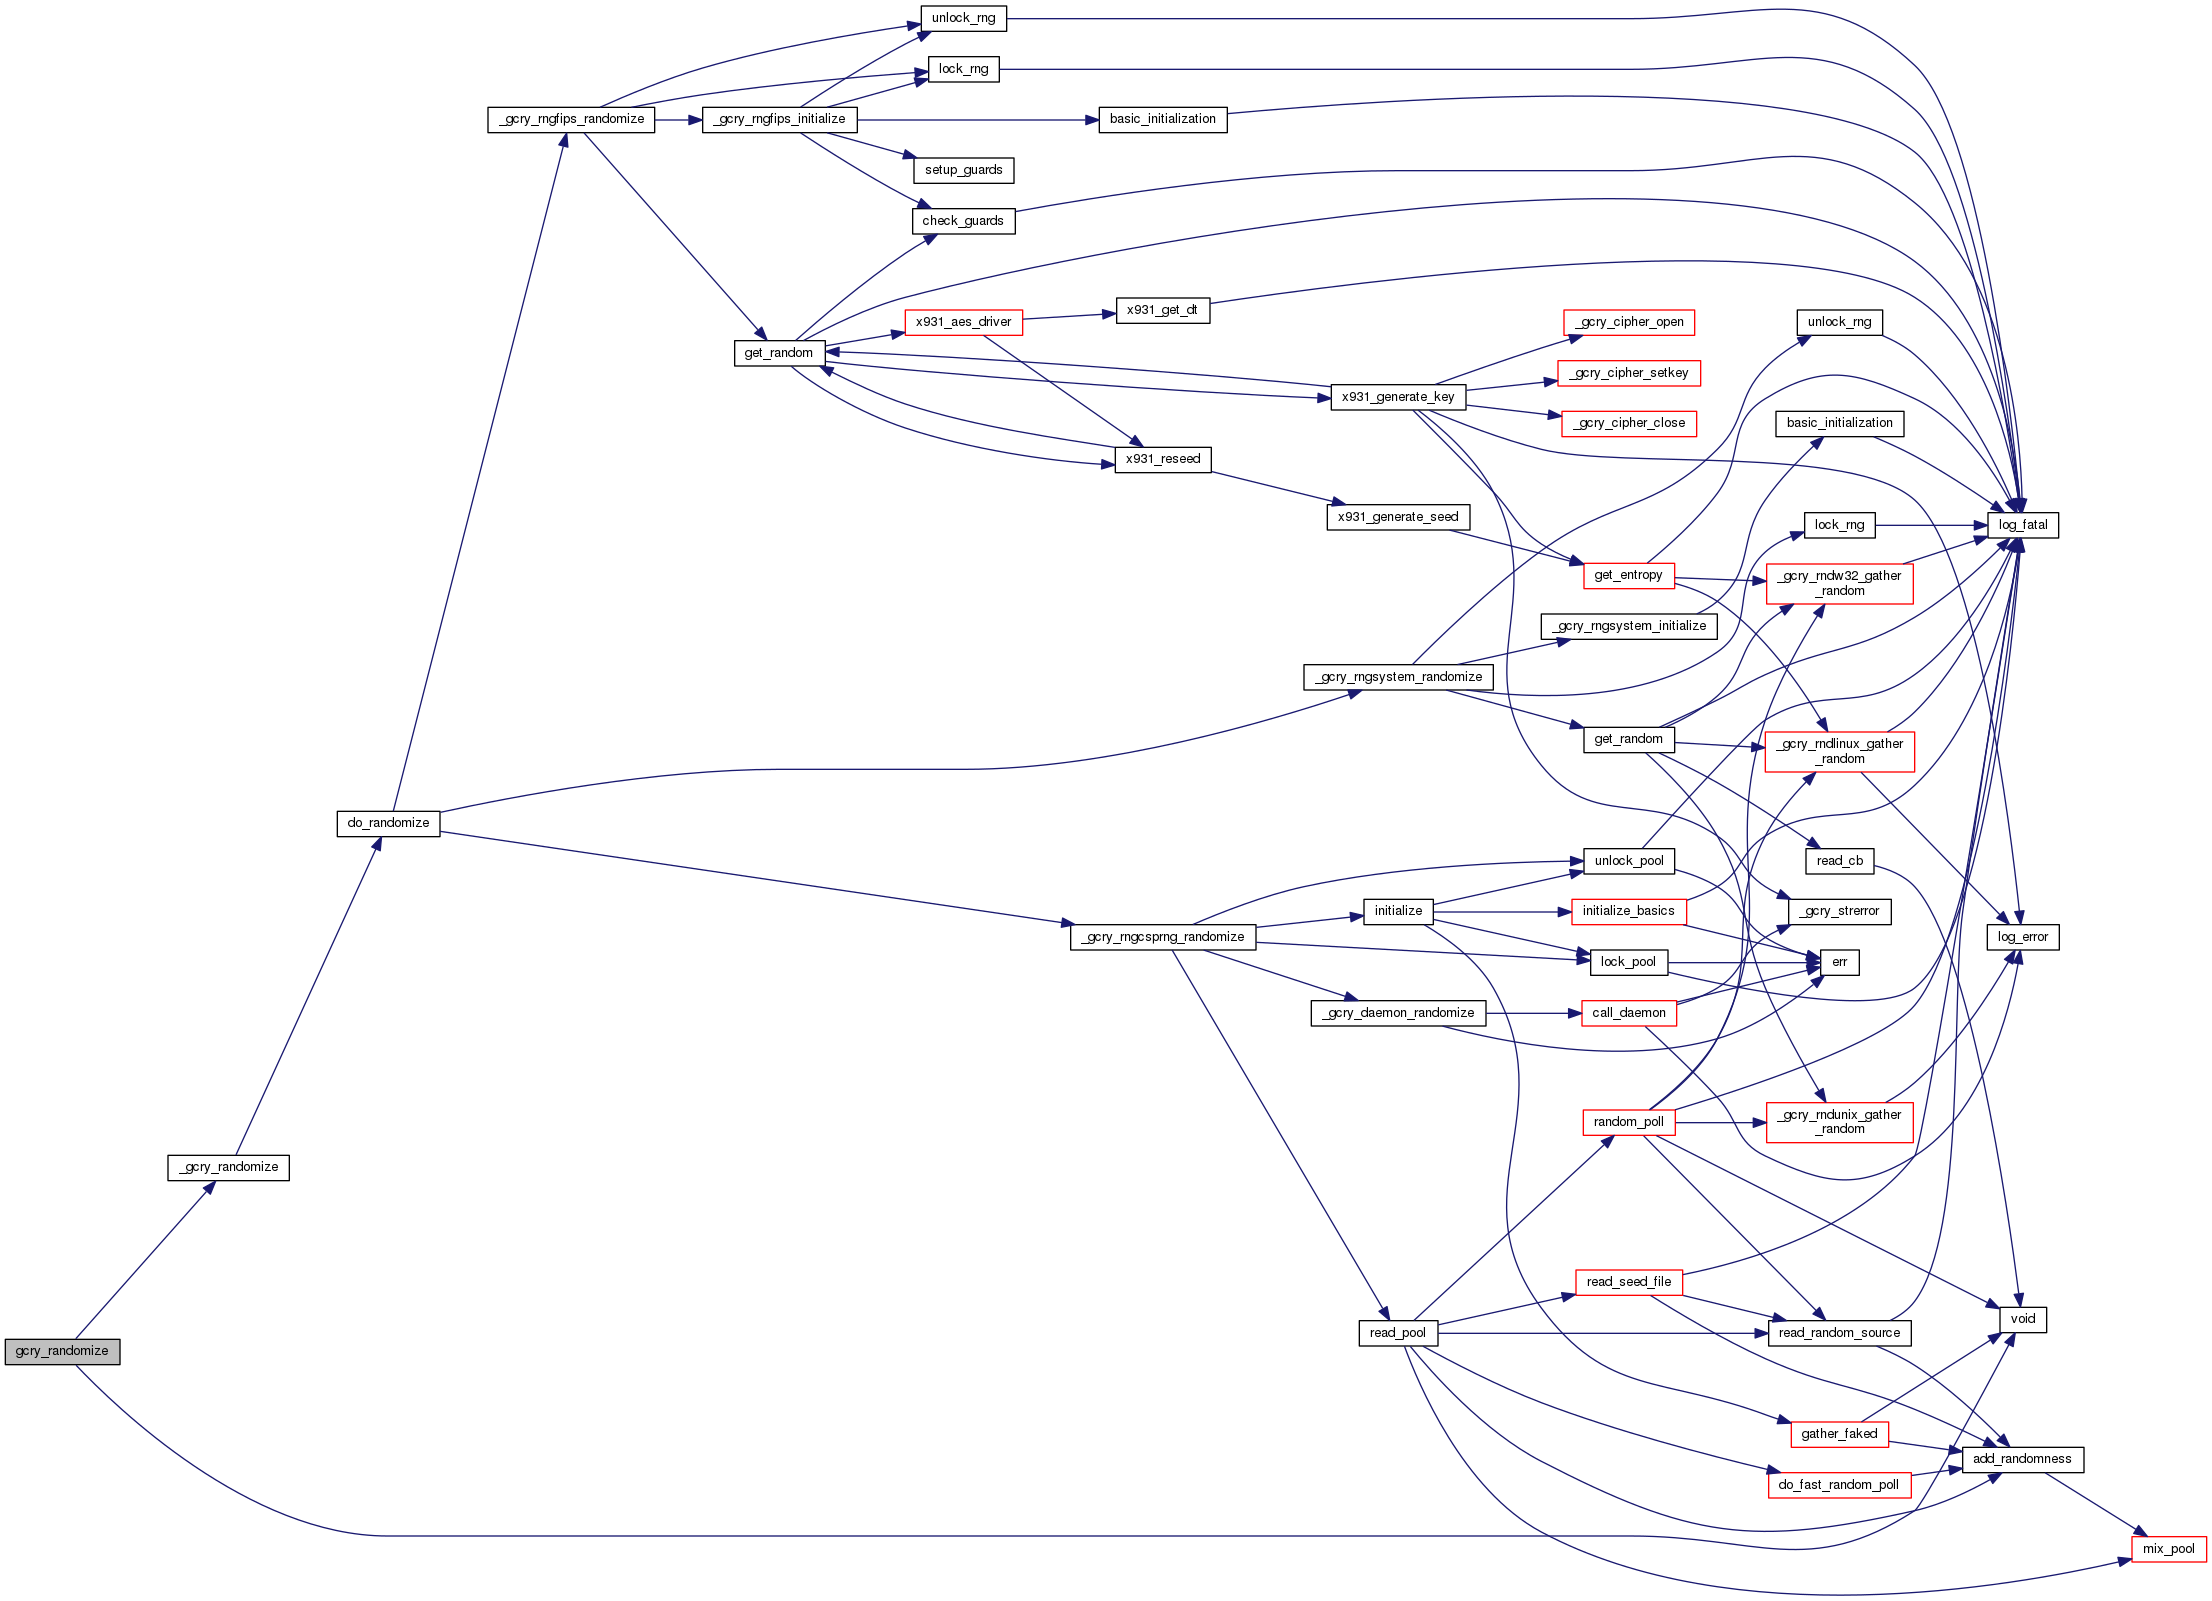 unlock_rng
lock_rng
_gcry_rngfips_randomize
_gcry_rngfips_initialize
basic_initialization
setup_guards
check_guards
x931_get_dt
x931_aes_driver
_gcry_cipher_open
unlock_rng
get_random
_gcry_cipher_setkey
x931_generate_key
_gcry_cipher_close
basic_initialization
x931_reseed
x931_generate_seed
lock_rng
log_fatal
get_entropy
_gcry_rndw32_gather
_random
_gcry_rngsystem_initialize
_gcry_rngsystem_randomize
get_random
_gcry_rndlinux_gather
_random
do_randomize
unlock_pool
read_cb
initialize
initialize_basics
_gcry_strerror
_gcry_rngcsprng_randomize
log_error
lock_pool
err
_gcry_daemon_randomize
call_daemon
random_poll
_gcry_rndunix_gather
_random
_gcry_randomize
read_seed_file
void
read_pool
read_random_source
gcry_randomize
gather_faked
add_randomness
do_fast_random_poll
mix_pool